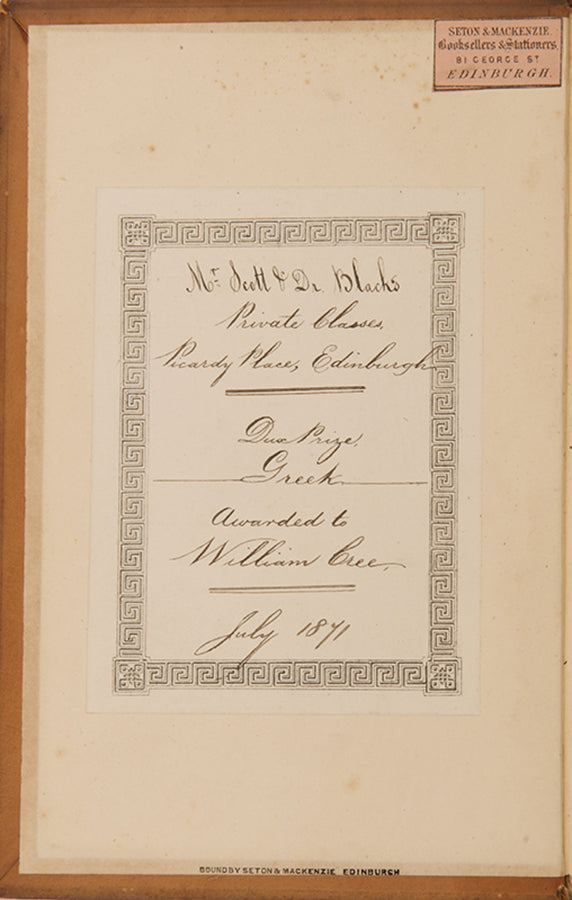 SETON & MACKENZIE
Booksellers & Stationers,
81 GEORGE ST
EDINBURGH.
Mr. Scott & Dr. Blacks
Private Classes,
Picardy Place, Edinburgh
Dux Prize,
Greek
Awarded to
William Cree,
July 1871
BOUND BY SETON & MACKENZIE EDINBURGH